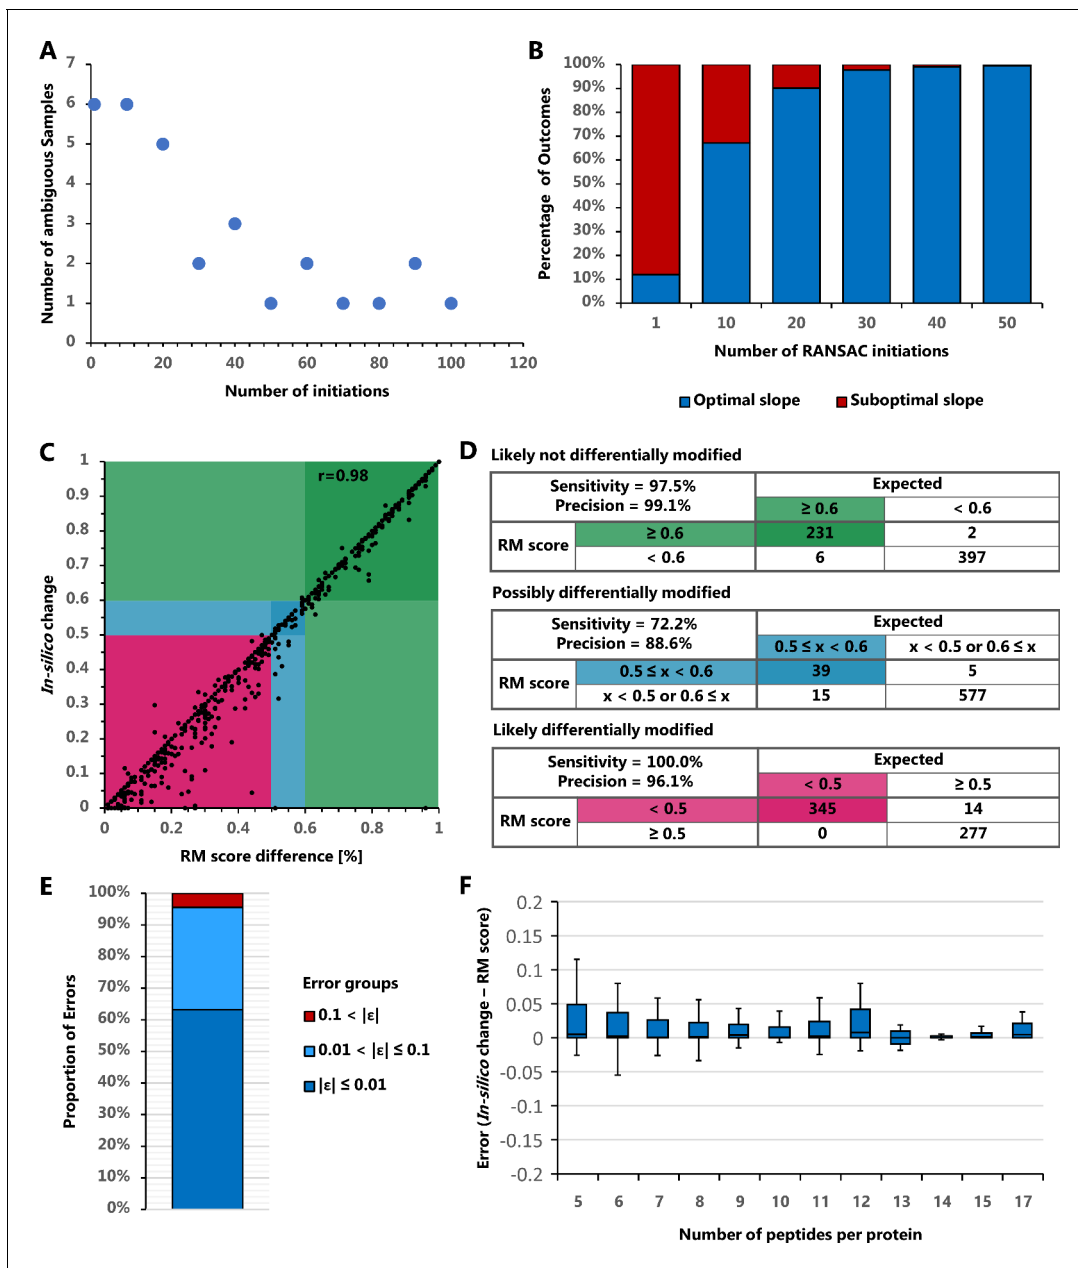 A
7
6
5
4
3
2
1
0
0
20
40
60
80
100
120
Number of ambiguous Samples
Number of initiations
B
100%
90%
80%
70%
60%
50%
40%
30%
20%
10%
0%
1
10
20
30
40
50
Percentage of Outcomes
Number of RANSAC initiations
Optimal slope
Suboptimal slope
C
r=0.98
1
0.9
0.8
0.7
0.6
0.5
0.4
0.3
0.2
0.1
0
0
0.2
0.4
0.6
0.8
1
In-silico change
RM score difference [%]
D
Likely not differentially modified
Sensitivity = 97.5%
Precision = 99.1%
Expected
≥ 0.6
< 0.6
RM score
≥ 0.6
231
2
< 0.6
6
397
Possibly differentially modified
Sensitivity = 72.2%
Precision = 88.6%
Expected
0.5 ≤ x < 0.6
x < 0.5 or 0.6 ≤ x
RM score
0.5 ≤ x < 0.6
39
5
x < 0.5 or 0.6 ≤ x
15
577
Likely differentially modified
Sensitivity = 100.0%
Precision = 96.1%
Expected
< 0.5
≥ 0.5
RM score
< 0.5
345
14
≥ 0.5
0
277
E
100%
90%
80%
70%
60%
50%
40%
30%
20%
10%
0%
Proportion of Errors
Error groups
0.1 < |ε|
0.01 < |ε| ≤ 0.1
|ε| ≤ 0.01
F
0.2
0.15
0.1
0.05
0
-0.05
-0.1
-0.15
-0.2
5
6
7
8
9
10
11
12
13
14
15
17
Error (In-silico change – RM score)
Number of peptides per protein